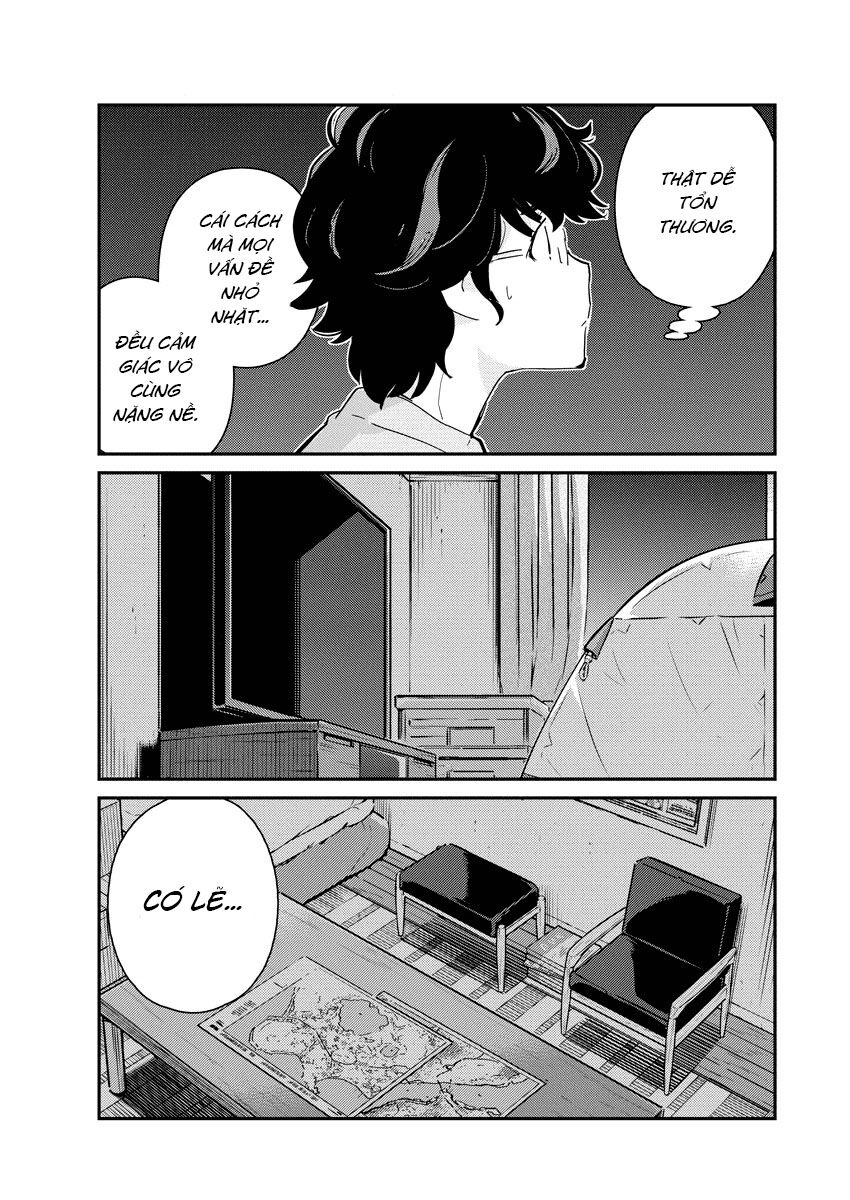 THẬT DỄ
TỔN
THƯƠNG.
CÁI CÁCH
MÀ MỌI
VẤN ĐỀ
NHỎ
NHẶT...
ĐỀU CẢM
GIÁC VÔ
CÙNG
NẶNG NỀ.
CÓ LẼ...